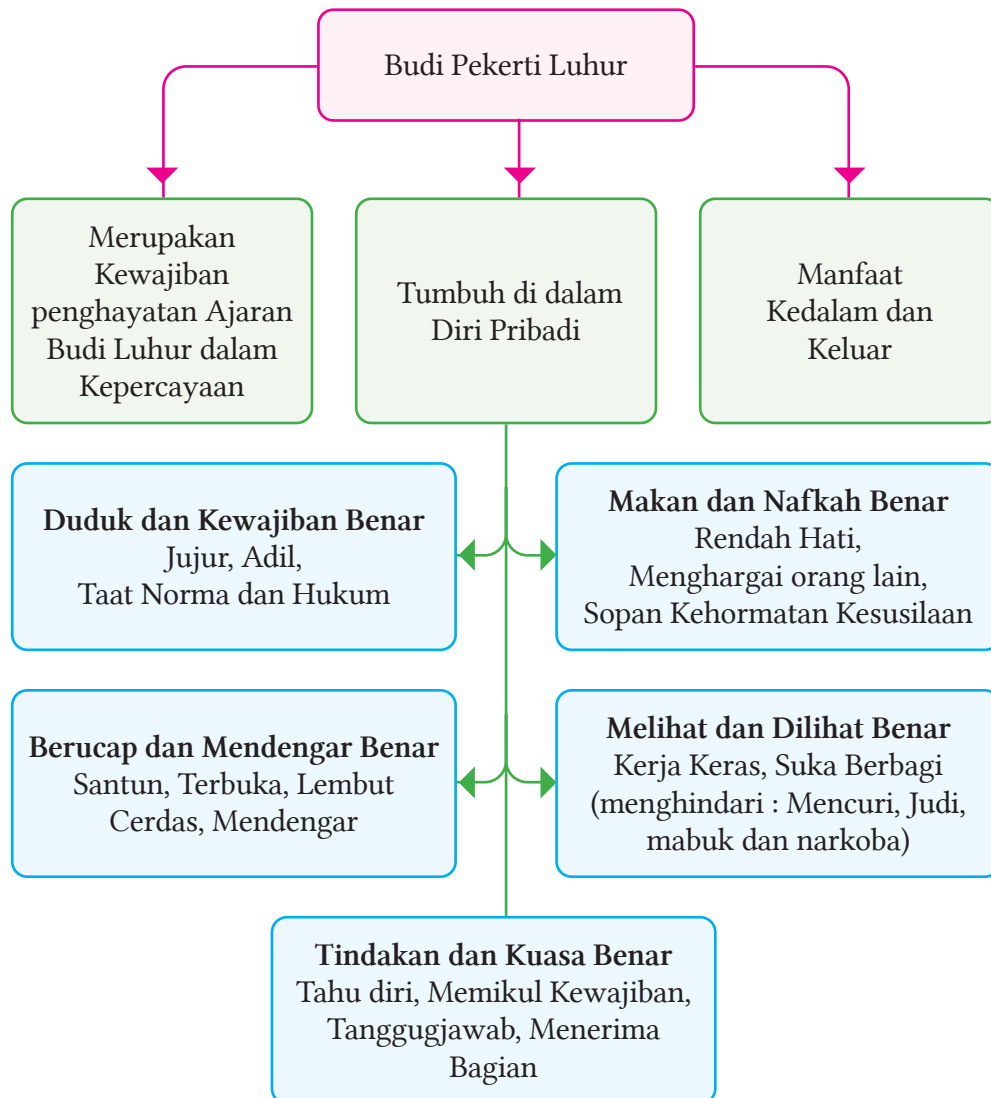 Budi Pekerti Luhur
Merupakan
Kewajiban
penghayatan Ajaran
Budi Luhur dalam
Kepercayaan
Tumbuh di dalam
Diri Pribadi
Manfaat
Kedalam dan
Keluar
Duduk dan Kewajiban Benar
Jujur, Adil,
Taat Norma dan Hukum
Makan dan Nafkah Benar
Rendah Hati,
Menghargai orang lain,
Sopan Kehormatan Kesusilaan
Berucap dan Mendengar Benar
Santun, Terbuka, Lembut
Cerdas, Mendengar
Melihat dan Dilihat Benar
Kerja Keras, Suka Berbagi
(menghindari : Mencuri, Judi,
mabuk dan narkoba)
Tindakan dan Kuasa Benar
Tahu diri, Memikul Kewajiban,
Tanggugjawab, Menerima
Bagian